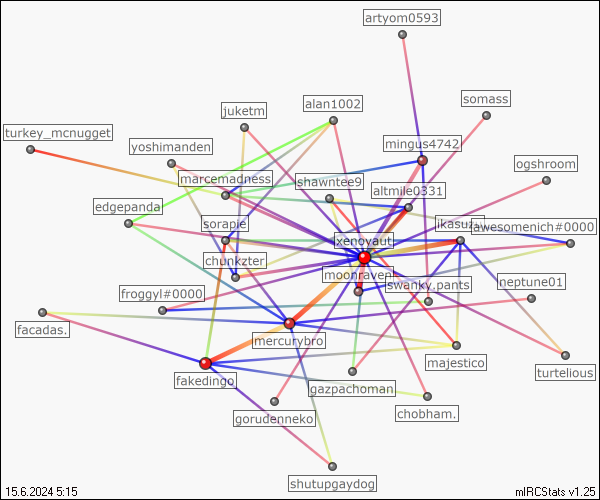 artyom0593
somass
alan1002
juketm
turkey_mcnugget
yoshimanden
mingus4742
ogshroom
marcemadness
shawntee9
altmile0331
edgepanda
sorapie
ikasuz
awesomenich#0000
xenoyaut
chunkzter
moonraven
swanky.pants
neptune01
froggyl#0000
facadas.
mercurybro
majestico
turtelious
fakedingo
gazpachoman
gorudenneko
chobham.
shutupgaydog
15.6.2024 5:15
mIRCStats v1.25